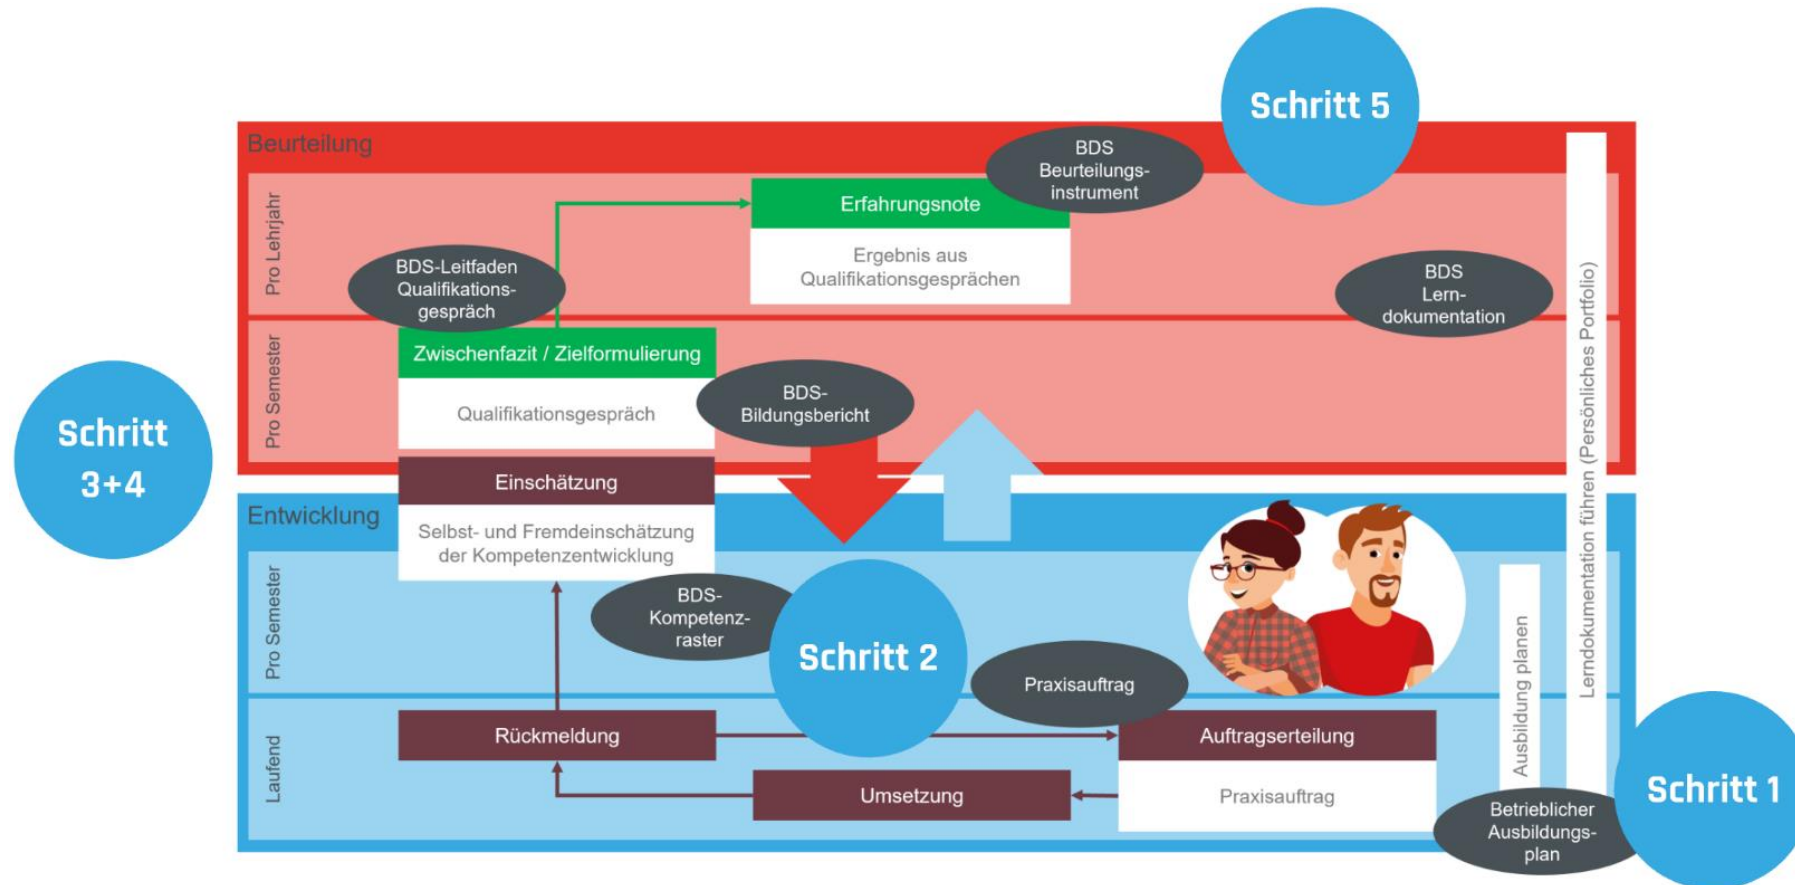 Schritt 5
Beurteilung
BDS
Beurteilungs-
instrument
Pro Lehrjahr
Erfahrungsnote
Ergebnis aus
Qualifikationsgesprächen
BDS-Leitfaden
Qualifikations-
gespräch
BDS
Lern-
dokumentation
Lerndokumentation führen (Persönliches Portfolio)
Pro Semester
Zwischenfazit / Zielformulierung
Qualifikationsgespräch
BDS-
Bildungsbericht
Schritt
3+4
Einschätzung
Selbst- und Fremdeinschätzung
der Kompetenzentwicklung
Entwicklung
Pro Semester
BDS-
Kompetenz-
raster
Schritt 2
Praxisauftrag
Ausbildung planen
Laufend
Rückmeldung
Auftragserteilung
Praxisauftrag
Umsetzung
Betrieblicher
Ausbildungs-
plan
Schritt 1